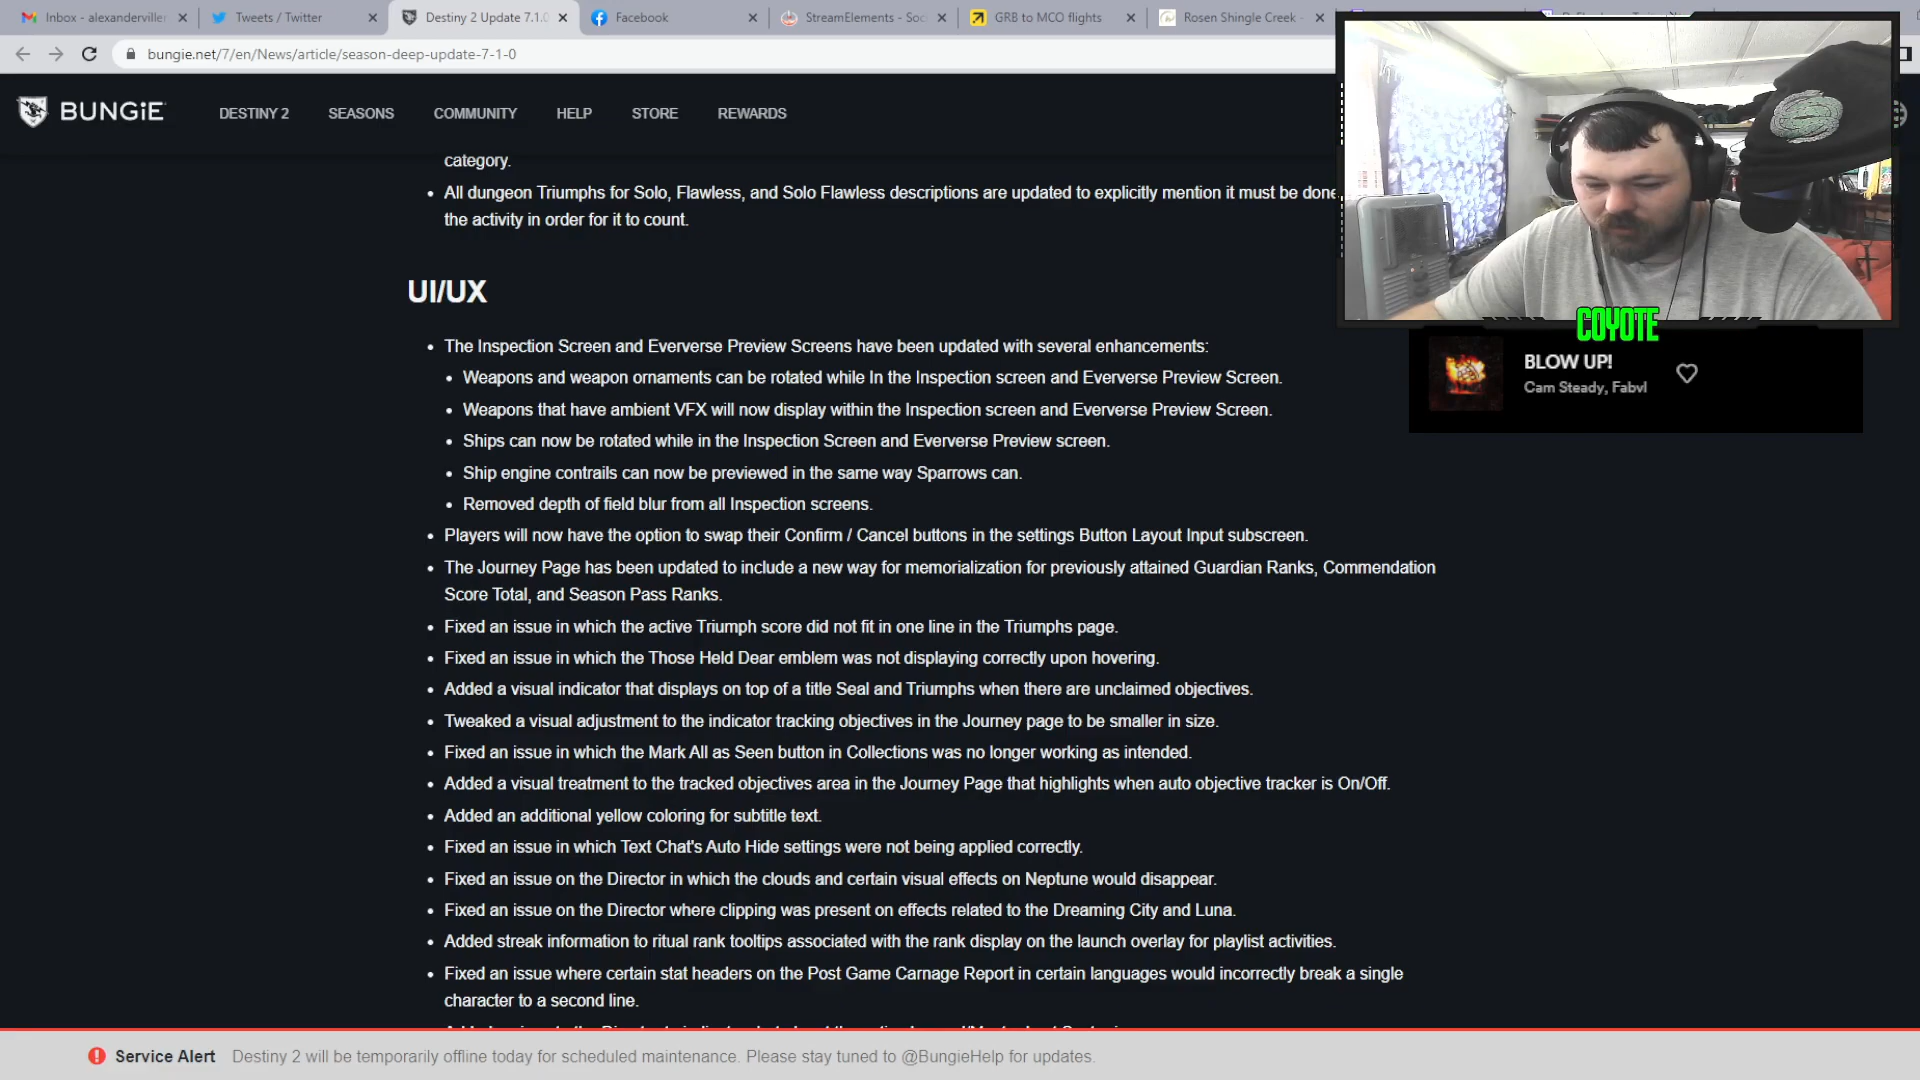 Inbox - alexanderviller
Tweets / Twitter
Destiny 2 Update 7.1.0
Facebook
StreamElements - Soc
GRB to MCO flights
Rosen Shingle Creek -
bungie.net/7/en/News/article/season-deep-update-7-1-0
BUNGiE
DESTINY 2
SEASONS
COMMUNITY
HELP
STORE
REWARDS
category.
• All dungeon Triumphs for Solo, Flawless, and Solo Flawless descriptions are updated to explicitly mention it must be done
the activity in order for it to count.
UI/UX
• The Inspection Screen and Eververse Preview Screens have been updated with several enhancements:
• Weapons and weapon ornaments can be rotated while In the Inspection screen and Eververse Preview Screen.
• Weapons that have ambient VFX will now display within the Inspection screen and Eververse Preview Screen.
• Ships can now be rotated while in the Inspection Screen and Eververse Preview screen.
• Ship engine contrails can now be previewed in the same way Sparrows can.
• Removed depth of field blur from all Inspection screens.
• Players will now have the option to swap their Confirm / Cancel buttons in the settings Button Layout Input subscreen.
• The Journey Page has been updated to include a new way for memorialization for previously attained Guardian Ranks, Commendation
Score Total, and Season Pass Ranks.
• Fixed an issue in which the active Triumph score did not fit in one line in the Triumphs page.
• Fixed an issue in which the Those Held Dear emblem was not displaying correctly upon hovering.
• Added a visual indicator that displays on top of a title Seal and Triumphs when there are unclaimed objectives.
• Tweaked a visual adjustment to the indicator tracking objectives in the Journey page to be smaller in size.
• Fixed an issue in which the Mark All as Seen button in Collections was no longer working as intended.
• Added a visual treatment to the tracked objectives area in the Journey Page that highlights when auto objective tracker is On/Off.
• Added an additional yellow coloring for subtitle text.
• Fixed an issue in which Text Chat's Auto Hide settings were not being applied correctly.
• Fixed an issue on the Director in which the clouds and certain visual effects on Neptune would disappear.
• Fixed an issue on the Director where clipping was present on effects related to the Dreaming City and Luna.
• Added streak information to ritual rank tooltips associated with the rank display on the launch overlay for playlist activities.
• Fixed an issue where certain stat headers on the Post Game Carnage Report in certain languages would incorrectly break a single
character to a second line.
COYOTE
BLOW UP!
Cam Steady, Fabvl
Service Alert
Destiny 2 will be temporarily offline today for scheduled maintenance. Please stay tuned to @BungieHelp for updates.